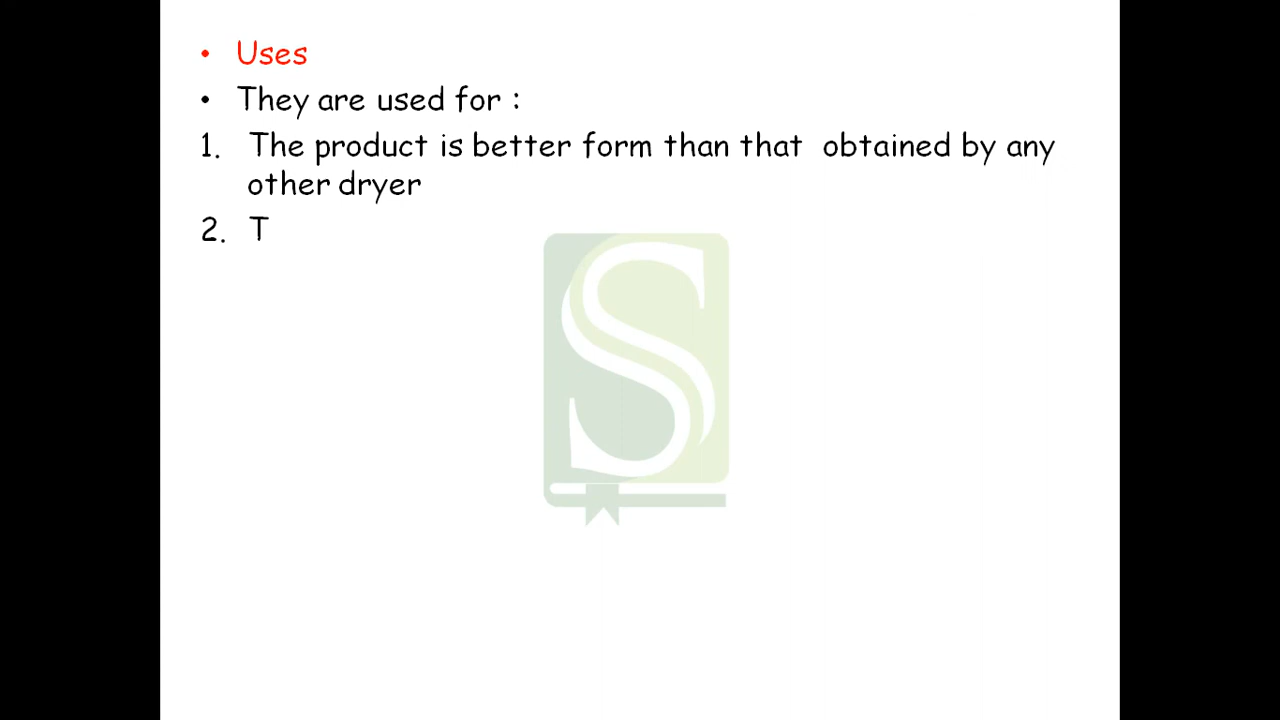 • Uses
• They are used for :
1. The product is better form than that obtained by any
other dryer
2. T